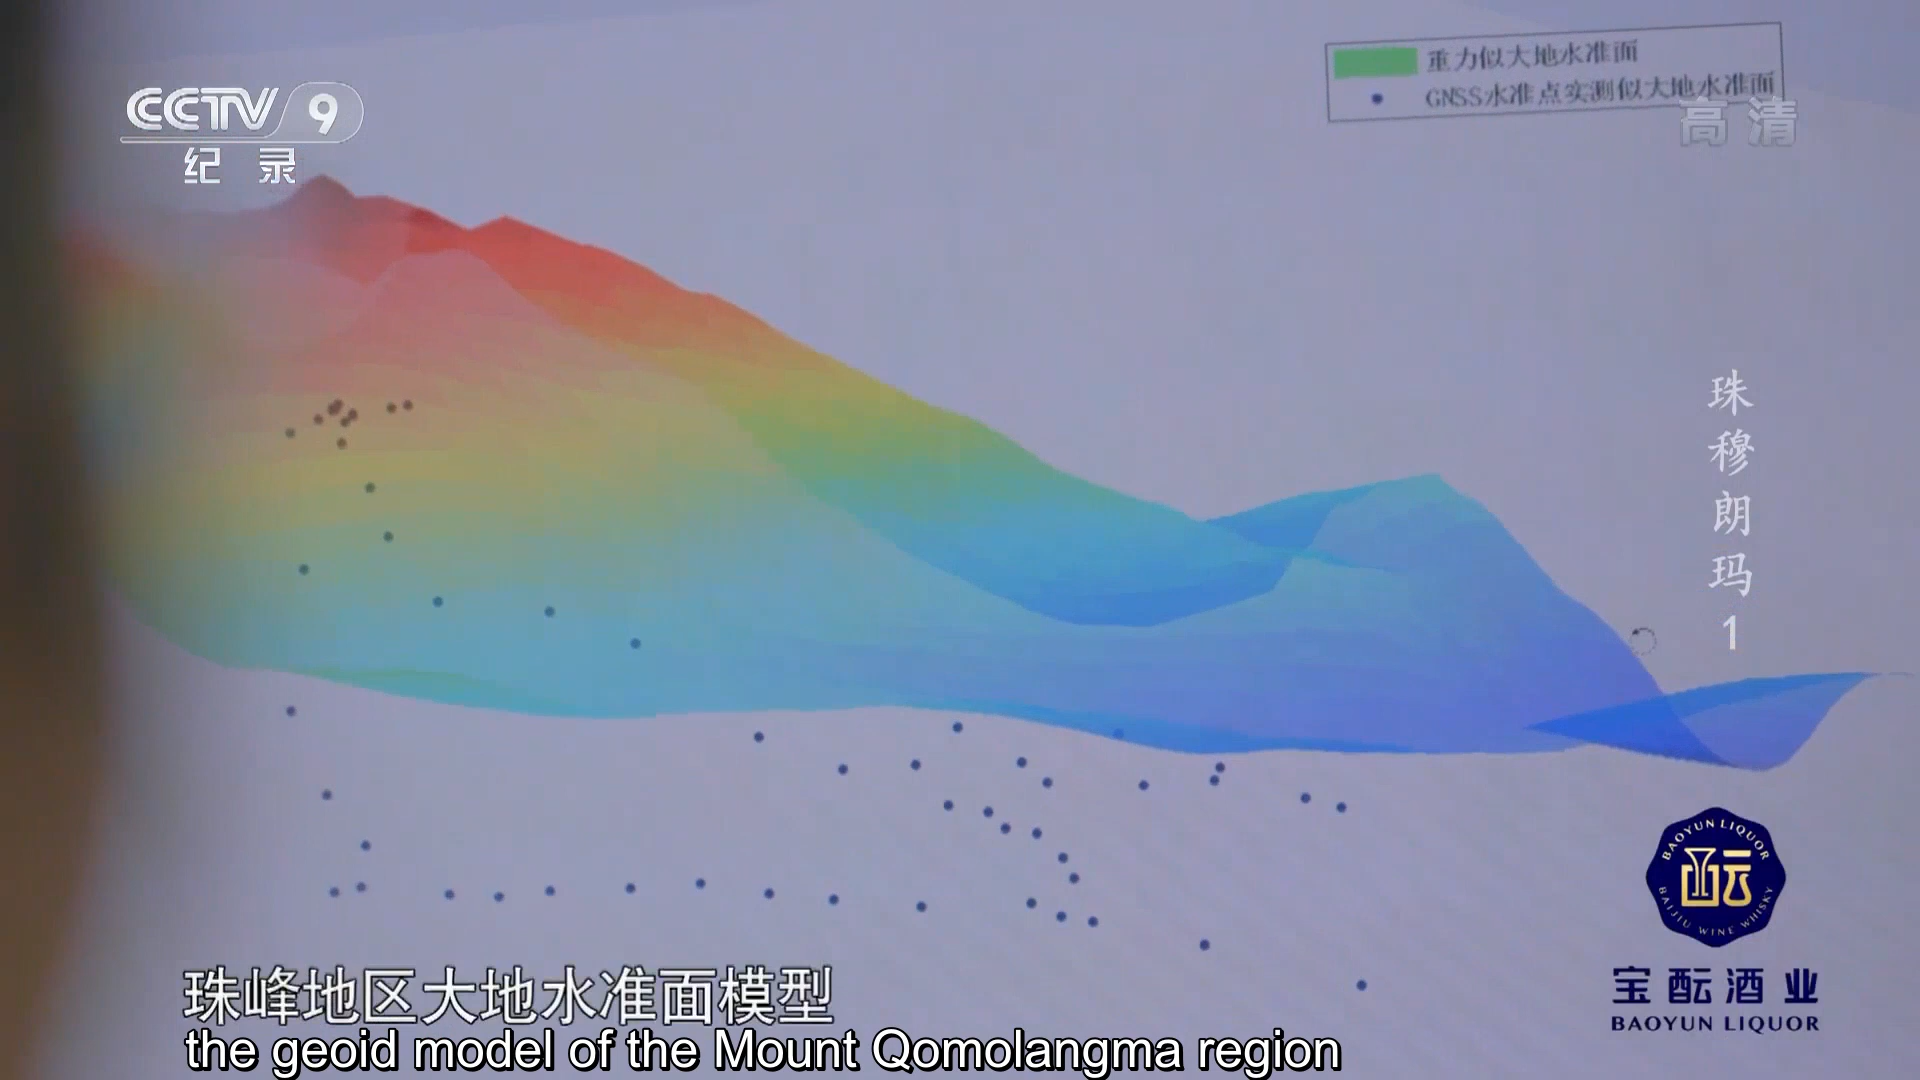 重力似大地水准面
GNSS水准点实测似大地水准面
CCTV 9
纪 录
高 清
珠穆朗玛1
BAOYUN LIQUOR
酝
BAIJIU WINE WHISKY
宝酝酒业
BAOYUN LIQUOR
珠峰地区大地水准面模型
the geoid model of the Mount Qomolangma region